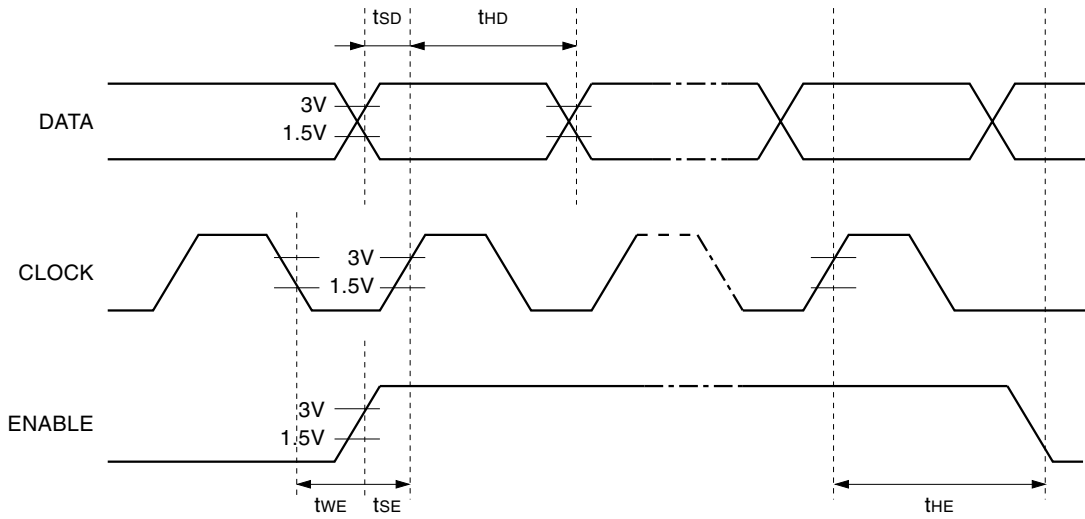 tSD tHD
3V
DATA
1.5V
3V
CLOCK
1.5V
3V
ENABLE
1.5V
tWE tSE tHE